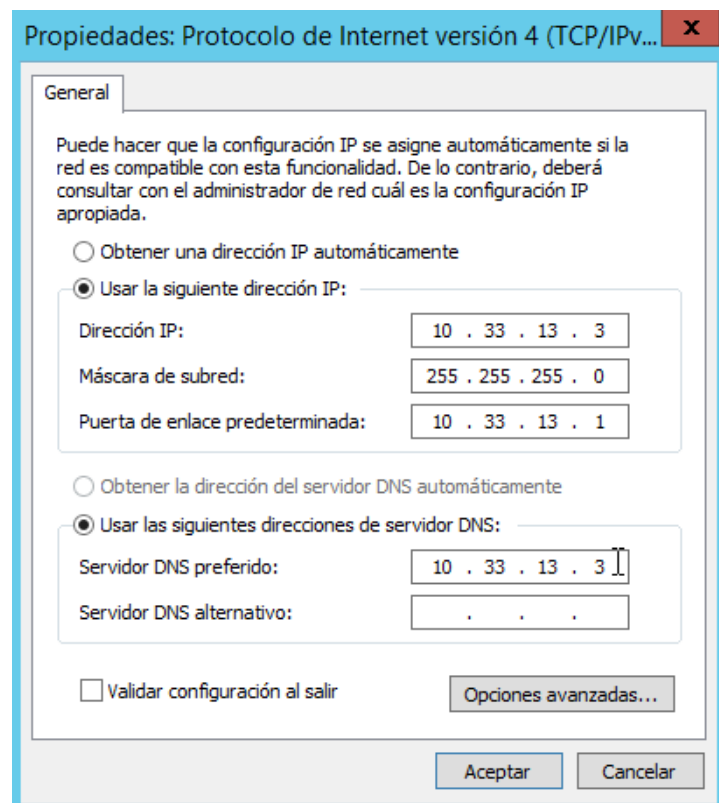 Propiedades: Protocolo de Internet versión 4 (TCP/IPv... x
General
Puede hacer que la configuración IP se asigne automáticamente si la
red es compatible con esta funcionalidad. De lo contrario, deberá
consultar con el administrador de red cuál es la configuración IP
apropiada.
Obtener una dirección IP automáticamente
Usar la siguiente dirección IP:
Dirección IP: 10 . 33 . 13 . 3
Máscara de subred: 255 . 255 . 255 . 0
Puerta de enlace predeterminada: 10 . 33 . 13 . 1
Obtener la dirección del servidor DNS automáticamente
Usar las siguientes direcciones de servidor DNS:
Servidor DNS preferido: 10 . 33 . 13 . 3
Servidor DNS alternativo: . . .
Validar configuración al salir Opciones avanzadas...
Aceptar Cancelar